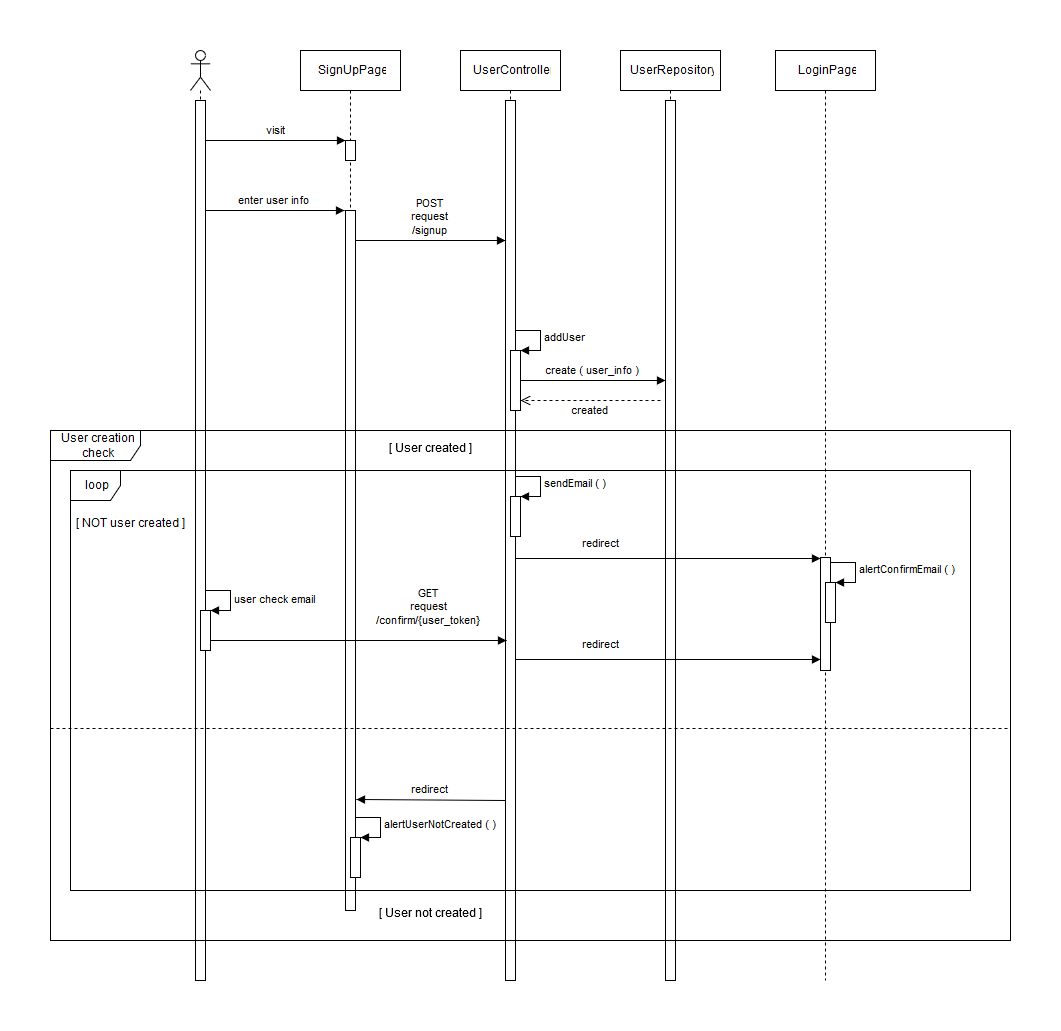 SignUpPage
UserControlle
UserRepository
LoginPage
visit
enter user info
POST
request
/signup
addUser
create ( user_info )
created
User creation
check
[ User created ]
loop
sendEmail ( )
[ NOT user created ]
redirect
alertConfirmEmail ( )
user check email
GET
request
/confirm/{user_token}
redirect
redirect
alertUserNotCreated ( )
[ User not created ]